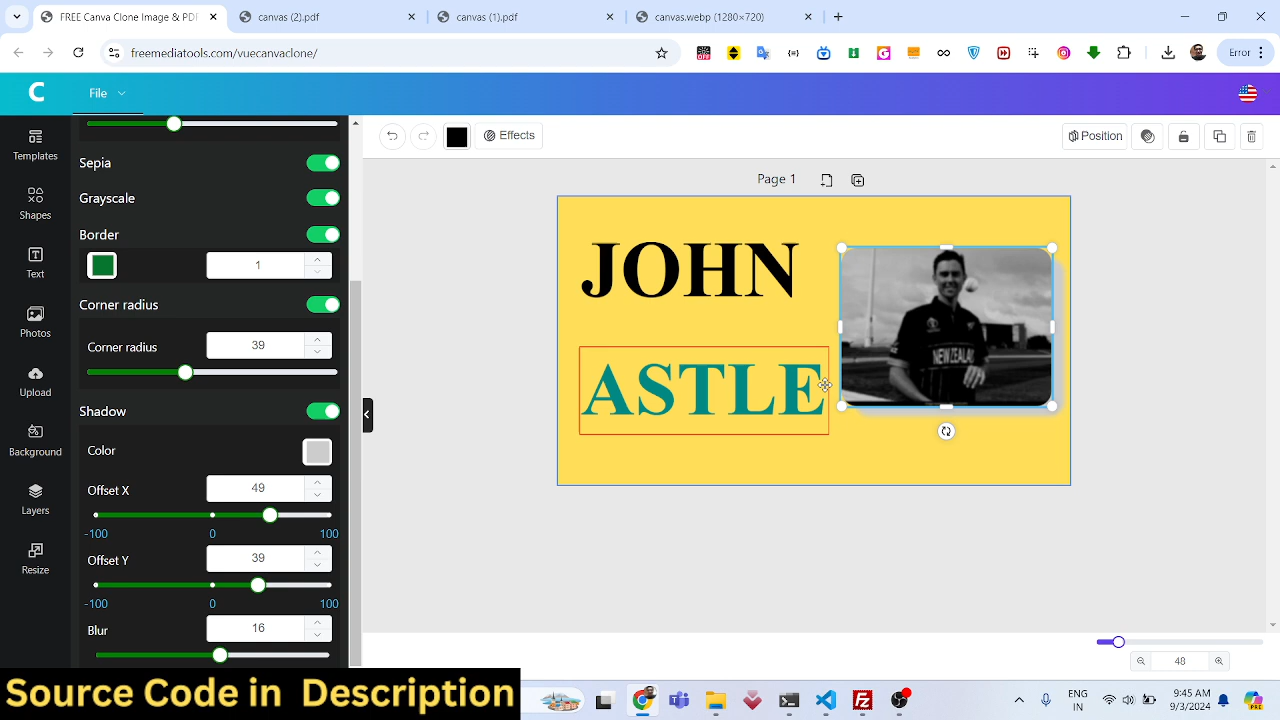 FREE Canva Clone Image & PD
canvas (2).pdf
canvas (1).pdf
canvas.webp (1280×720)
freemediatools.com/vuecanvaclone/
Error
C
File
Effects
Position
Templates
Shapes
Text
Photos
Upload
Background
Layers
Resize
Sepia
Grayscale
Border
1
Corner radius
Corner radius
39
Shadow
Color
Offset X
49
-100 0 100
Offset Y
39
-100 0 100
Blur
16
Page 1
JOHN
ASTLE
NEWZEALA
48
Source Code in Description
ENG
IN
9:45 AM
9/3/2024